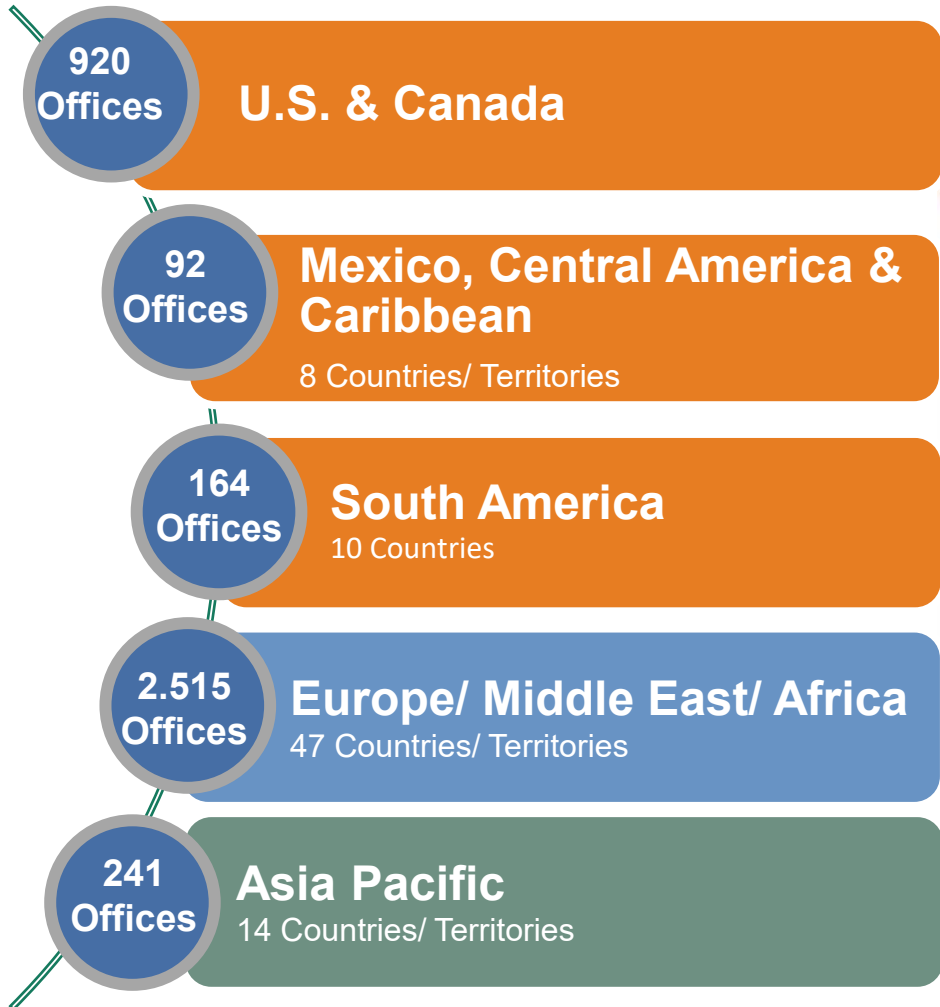 920
Offices
U.S. & Canada
92
Offices
Mexico, Central America &
Caribbean
8 Countries/ Territories
164
Offices
South America
10 Countries
2.515
Offices
Europe/ Middle East/ Africa
47 Countries/ Territories
241
Offices
Asia Pacific
14 Countries/ Territories